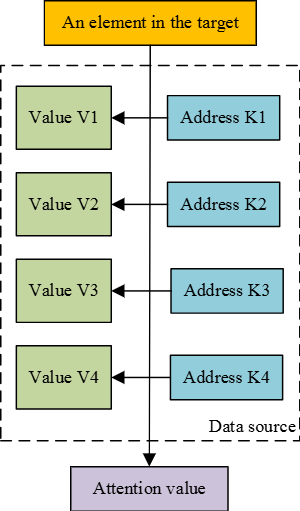 An element in the target
Value V1
Address K1
Value V2
Address K2
Value V3
Address K3
Value V4
Address K4
Data source
Attention value